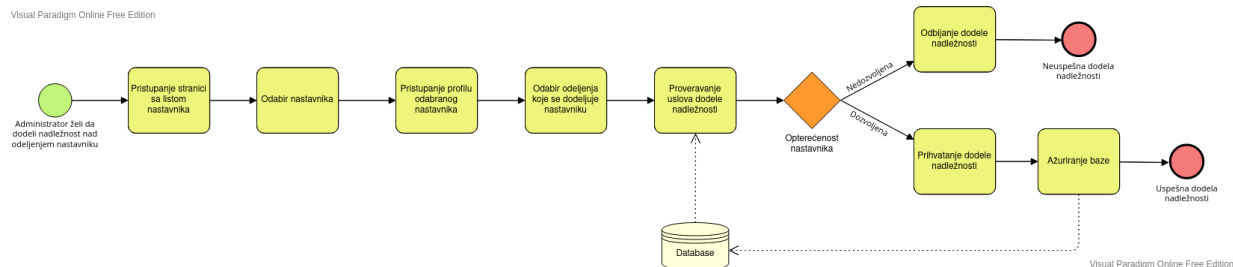 Visual Paradigm Online Free Edition
Administrator želi da
dodeli nadležnost nad
odeljenjem nastavniku
Pristupanje stranici
sa listom
nastavnika
Odabir nastavnika
Pristupanje profilu
odabranog
nastavnika
Odabir odeljenja
koje se dodeljuje
nastavniku
Proveravanje
uslova dodele
nadležnosti
Opterećenost
nastavnika
Nedozvoljena
Dozvoljena
Odbijanje dodele
nadležnosti
Neuspešna dodela
nadležnosti
Prihvatanje dodele
nadležnosti
Ažuriranje baze
Uspešna dodela
nadležnosti
Database
Visual Paradigm Online Free Edition